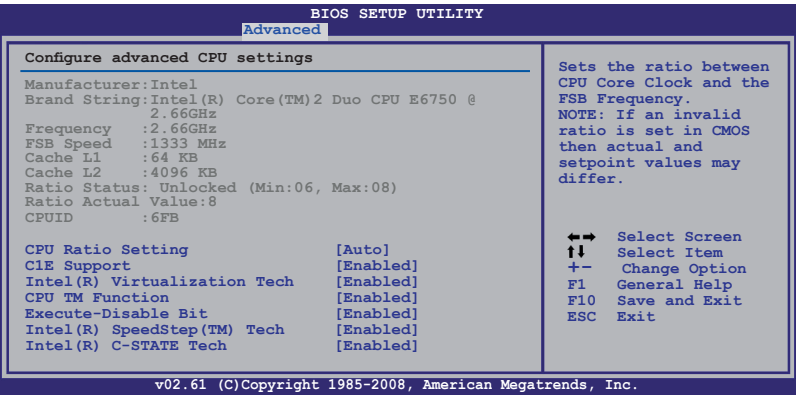 BIOS SETUP UTILITY
Advanced
Configure advanced CPU settings
Manufacturer:Intel
Brand String:Intel(R) Core(TM)2 Duo CPU E6750 @
2.66GHz
Frequency :2.66GHz
FSB Speed :1333 MHz
Cache L1 :64 KB
Cache L2 :4096 KB
Ratio Status: Unlocked (Min:06, Max:08)
Ratio Actual Value:8
CPUID :6FB
CPU Ratio Setting [Auto]
C1E Support [Enabled]
Intel(R) Virtualization Tech [Enabled]
CPU TM Function [Enabled]
Execute-Disable Bit [Enabled]
Intel(R) SpeedStep(TM) Tech [Enabled]
Intel(R) C-STATE Tech [Enabled]
Sets the ratio between
CPU Core Clock and the
FSB Frequency.
NOTE: If an invalid
ratio is set in CMOS
then actual and
setpoint values may
differ.
←→ Select Screen
↑↓ Select Item
+- Change Option
F1 General Help
F10 Save and Exit
ESC Exit
v02.61 (C)Copyright 1985-2008, American Megatrends, Inc.